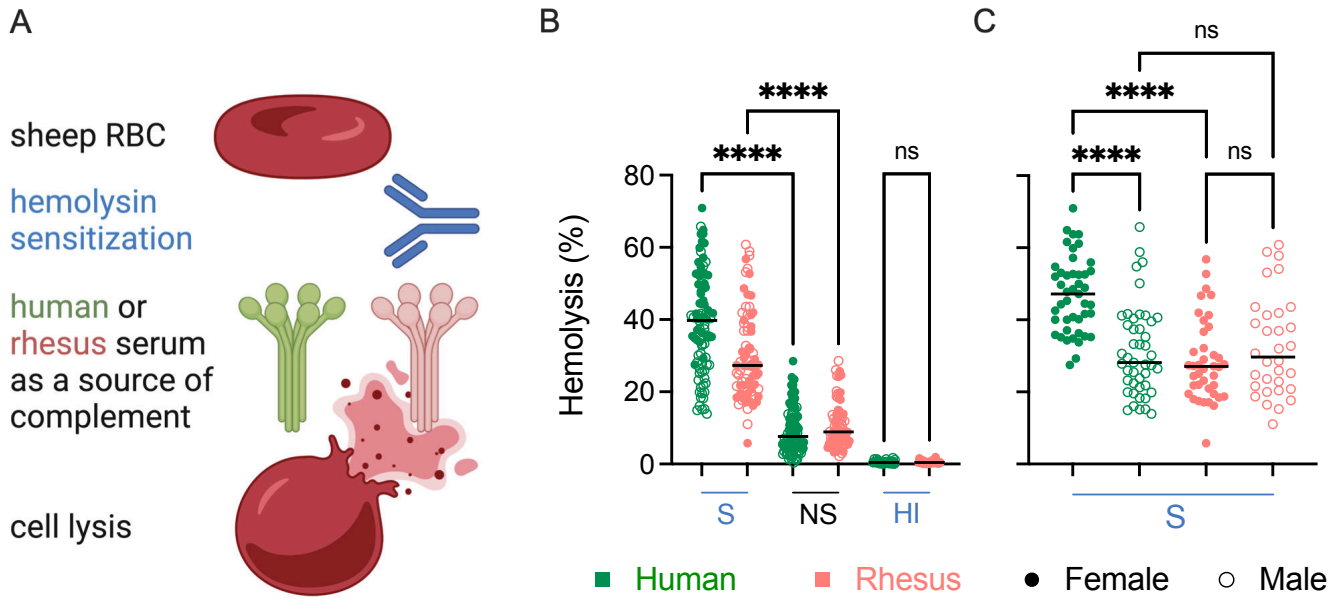 A
sheep RBC
hemolysin
sensitization
human or
rhesus serum
as a source of
complement
cell lysis
B
****
****
ns
Hemolysis (%)
80
60
40
20
0
S
NS
HI
C
ns
****
****
ns
S
Human
Rhesus
Female
Male